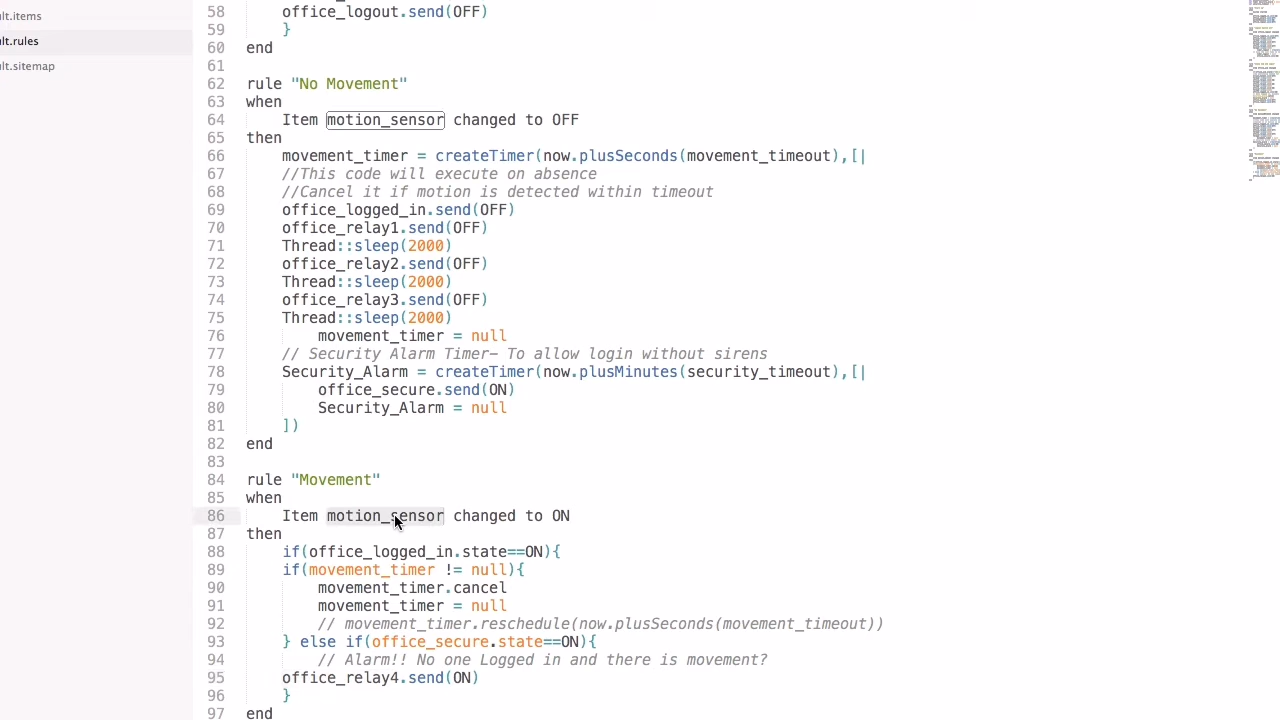 ult.items
ult.rules
ult.sitemap
58 office_logout.send(OFF)
59 }
60 end
61
62 rule "No Movement"
63 when
64 Item motion_sensor changed to OFF
65 then
66 movement_timer = createTimer(now.plusSeconds(movement_timeout),[|
67 //This code will execute on absence
68 //Cancel it if motion is detected within timeout
69 office_logged_in.send(OFF)
70 office_relay1.send(OFF)
71 Thread::sleep(2000)
72 office_relay2.send(OFF)
73 Thread::sleep(2000)
74 office_relay3.send(OFF)
75 Thread::sleep(2000)
76 movement_timer = null
77 // Security Alarm Timer– To allow login without sirens
78 Security_Alarm = createTimer(now.plusMinutes(security_timeout),[|
79 office_secure.send(ON)
80 Security_Alarm = null
81 ])
82 end
83
84 rule "Movement"
85 when
86 Item motion_sensor changed to ON
87 then
88 if(office_logged_in.state==ON){
89 if(movement_timer != null){
90 movement_timer.cancel
91 movement_timer = null
92 // movement_timer.reschedule(now.plusSeconds(movement_timeout))
93 } else if(office_secure.state==ON){
94 // Alarm!! No one Logged in and there is movement?
95 office_relay4.send(ON)
96 }
97 end